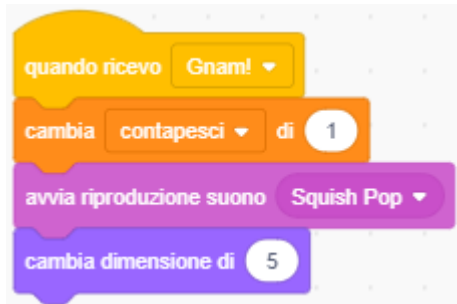 quando ricevo Gnam!
cambia contapesci di 1
avvia riproduzione suono Squish Pop
cambia dimensione di 5